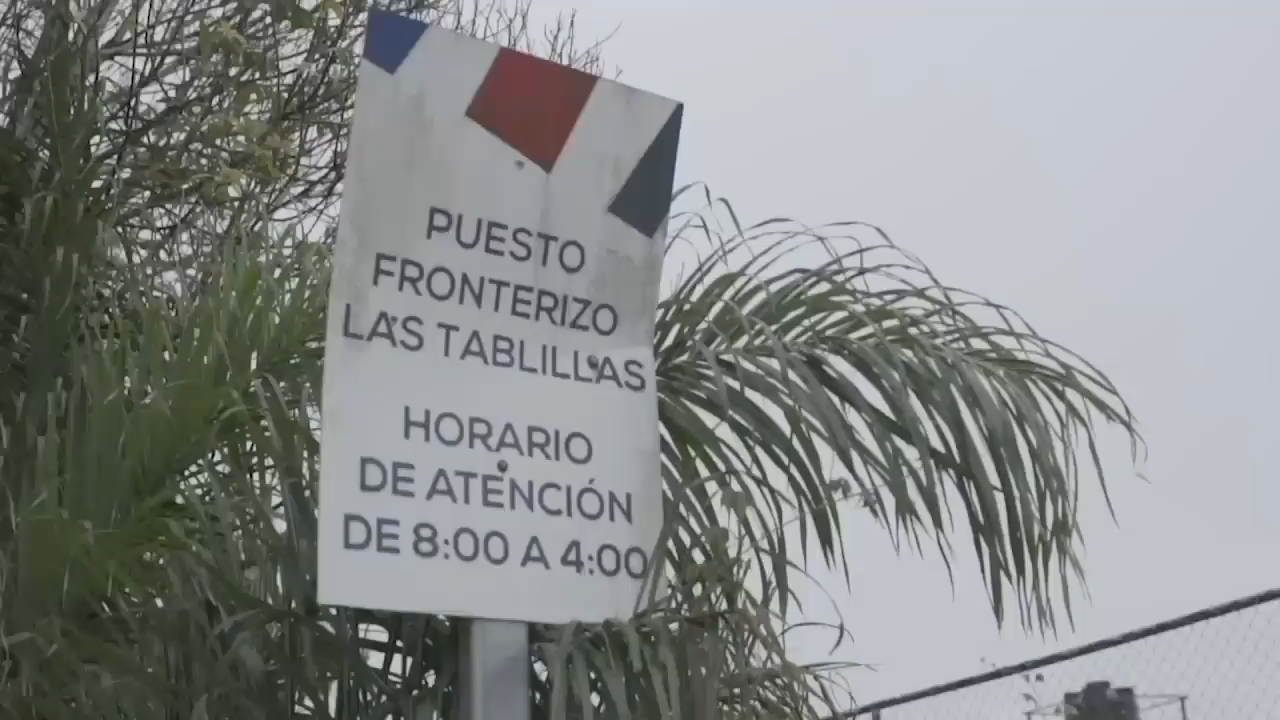 PUESTO
FRONTERIZO
LAS TABLILLAS
HORARIO
DE ATENCIÓN
DE 8:00 A 4:00